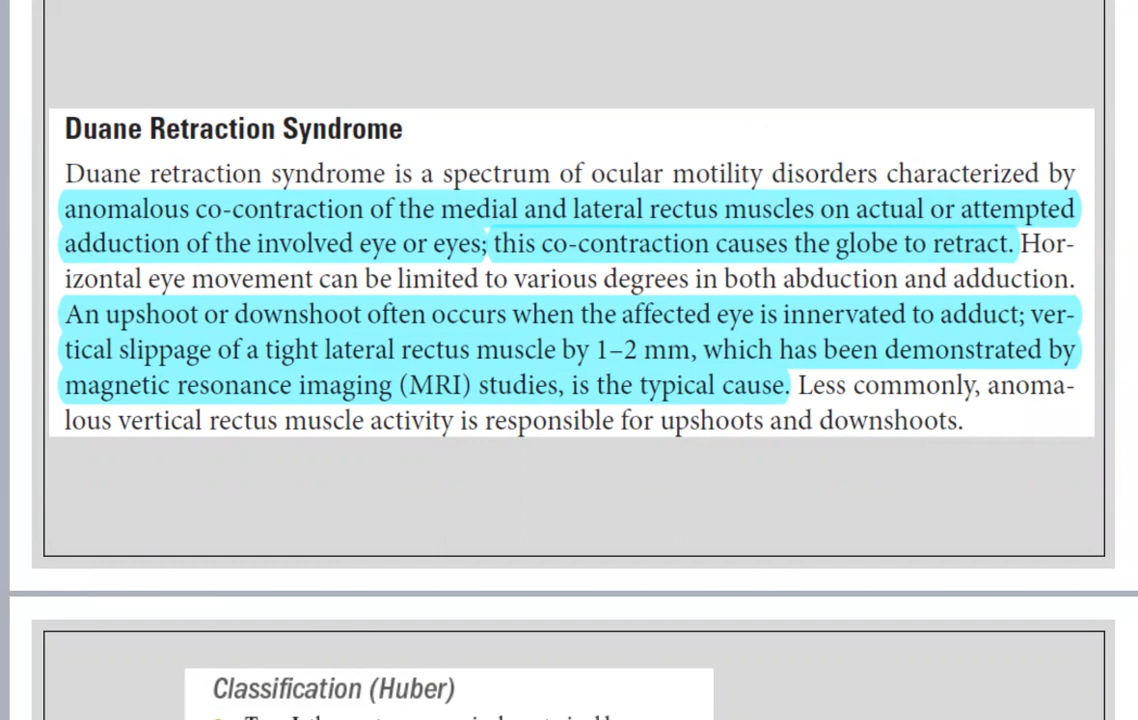 Duane Retraction Syndrome
Duane retraction syndrome is a spectrum of ocular motility disorders characterized by
anomalous co-contraction of the medial and lateral rectus muscles on actual or attempted
adduction of the involved eye or eyes; this co-contraction causes the globe to retract. Hor-
izontal eye movement can be limited to various degrees in both abduction and adduction.
An upshoot or downshoot often occurs when the affected eye is innervated to adduct; ver-
tical slippage of a tight lateral rectus muscle by 1–2 mm, which has been demonstrated by
magnetic resonance imaging (MRI) studies, is the typical cause. Less commonly, anoma-
lous vertical rectus muscle activity is responsible for upshoots and downshoots.
Classification (Huber)